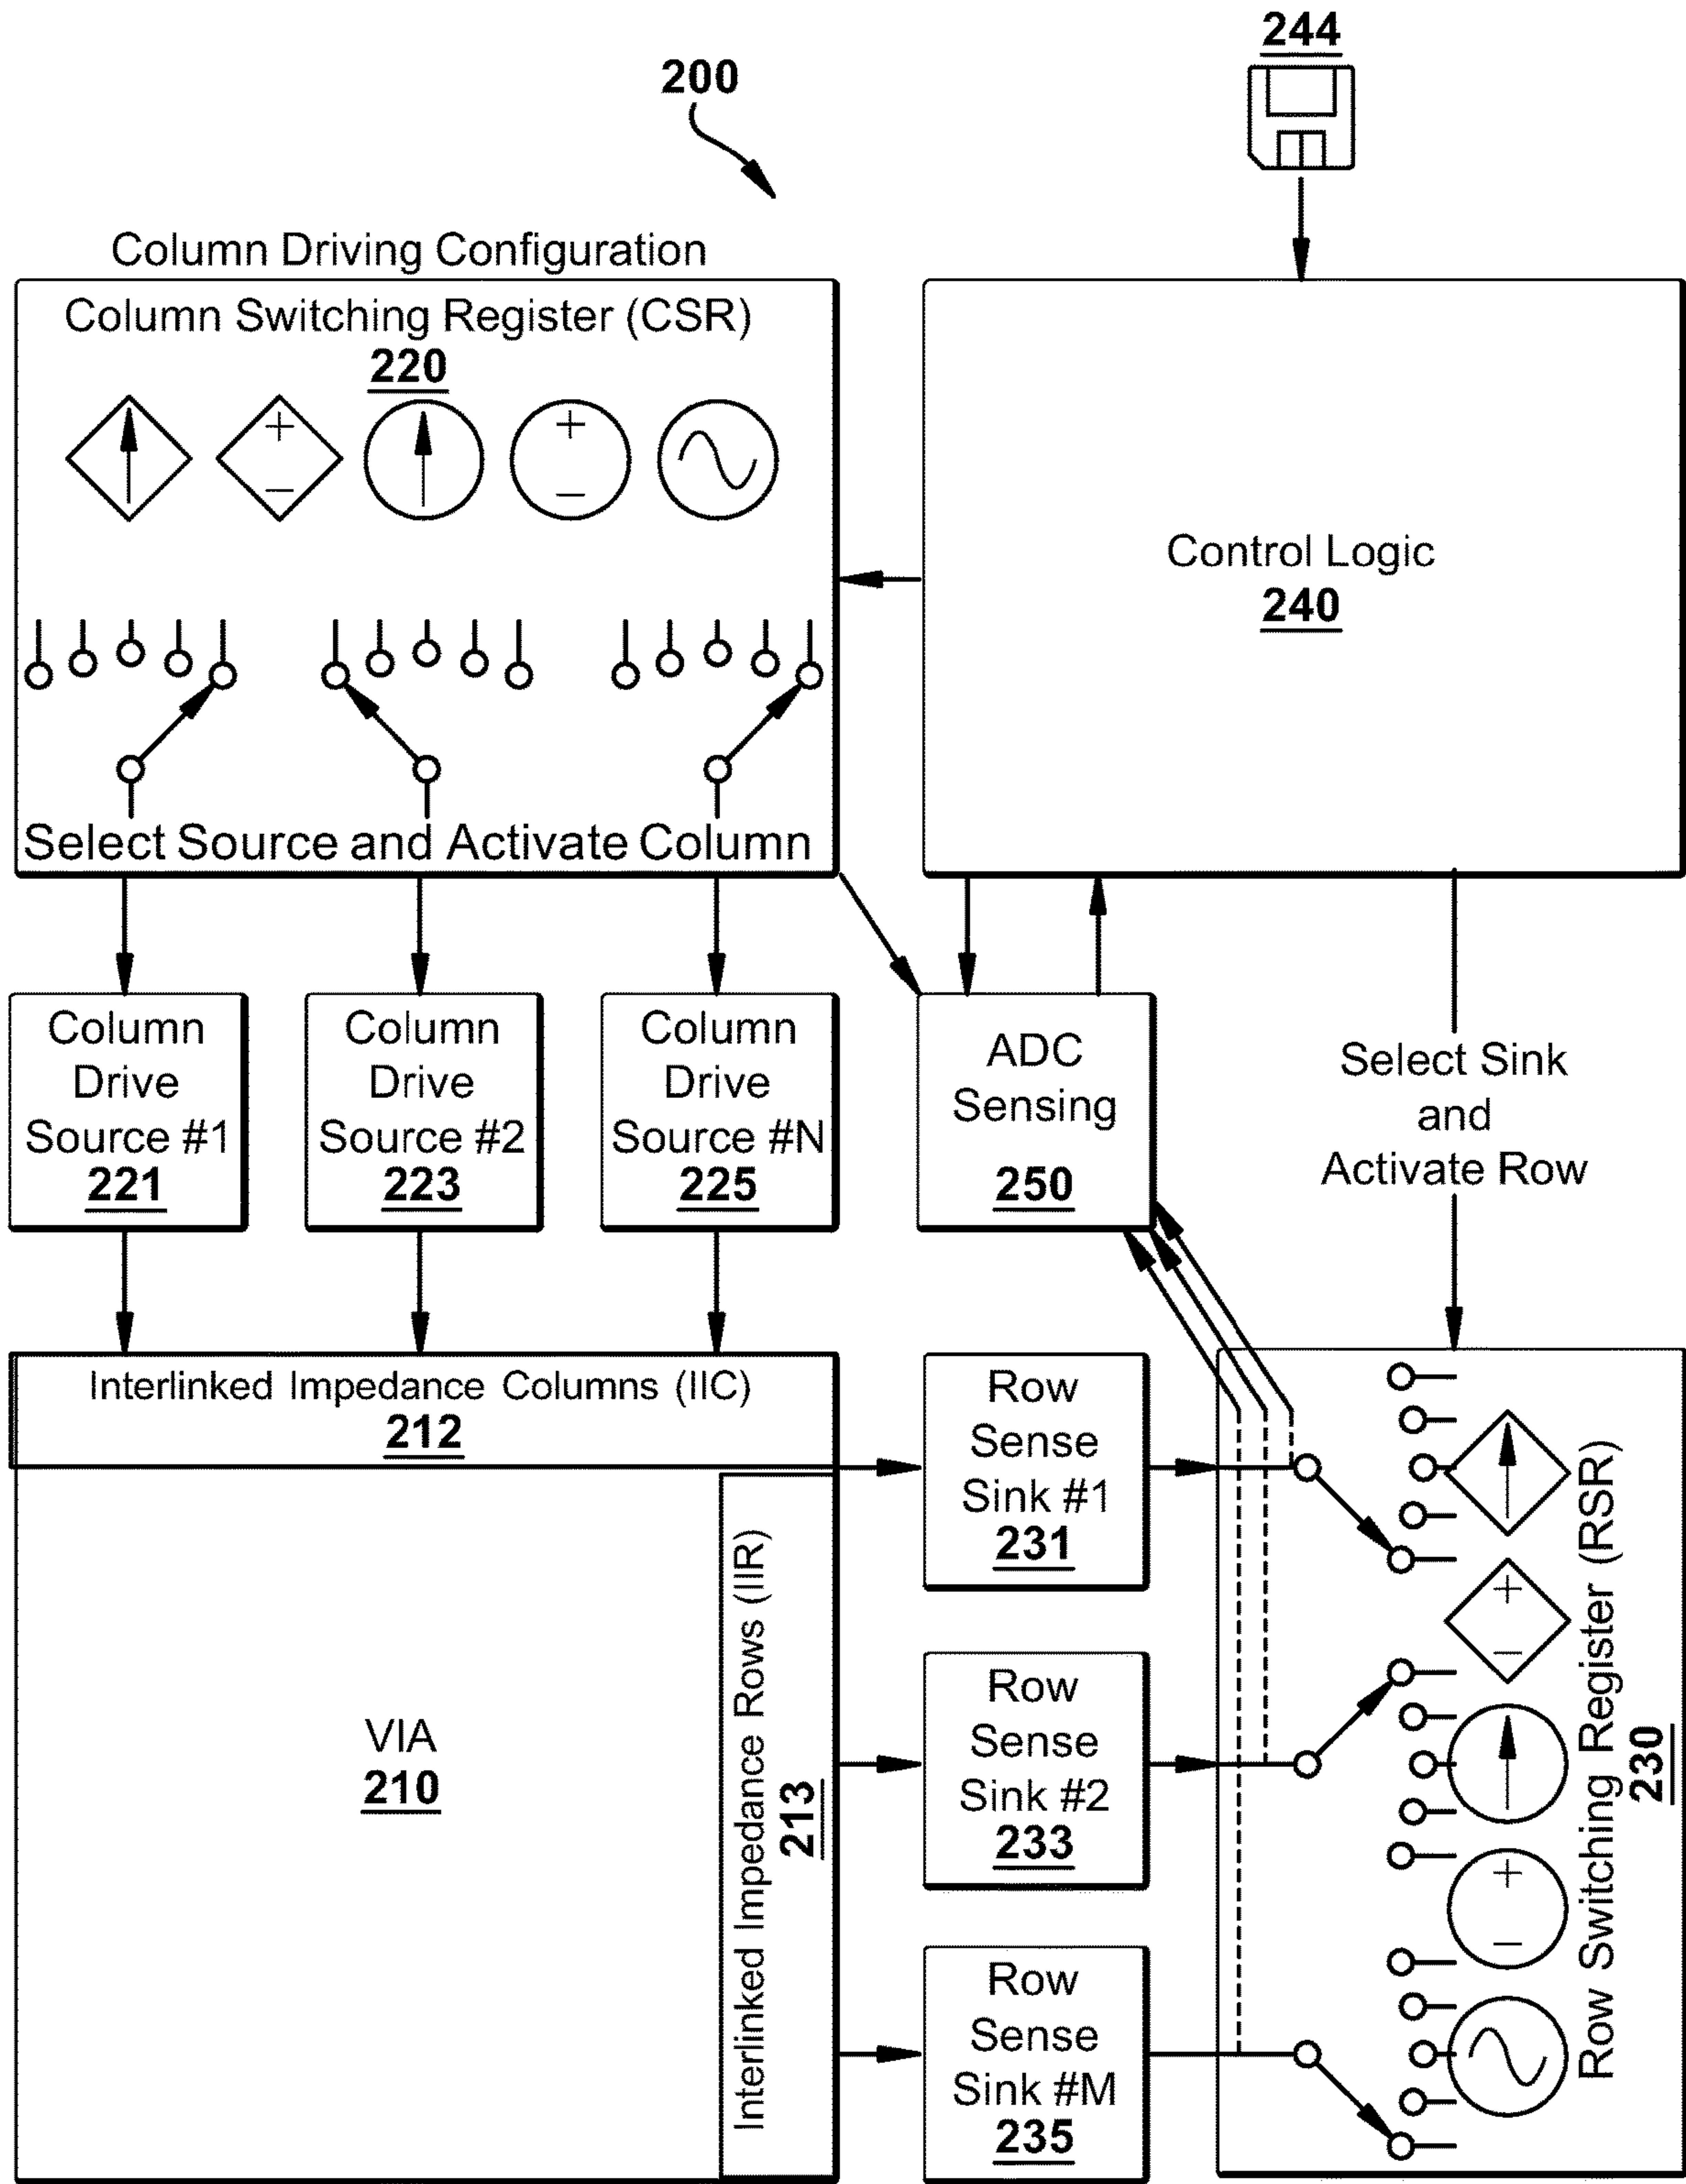 244
200
Column Driving Configuration
Column Switching Register (CSR)
220
Control Logic
240
Select Source and Activate Column
Column
Drive
Source #1
221
Column
Drive
Source #2
223
Column
Drive
Source #N
225
ADC
Sensing
250
Select Sink
and
Activate Row
Interlinked Impedance Columns (IIC)
212
VIA
210
Interlinked Impedance Rows (IIR)
213
Row
Sense
Sink #1
231
Row
Sense
Sink #2
233
Row
Sense
Sink #M
235
Row Switching Register (RSR)
230